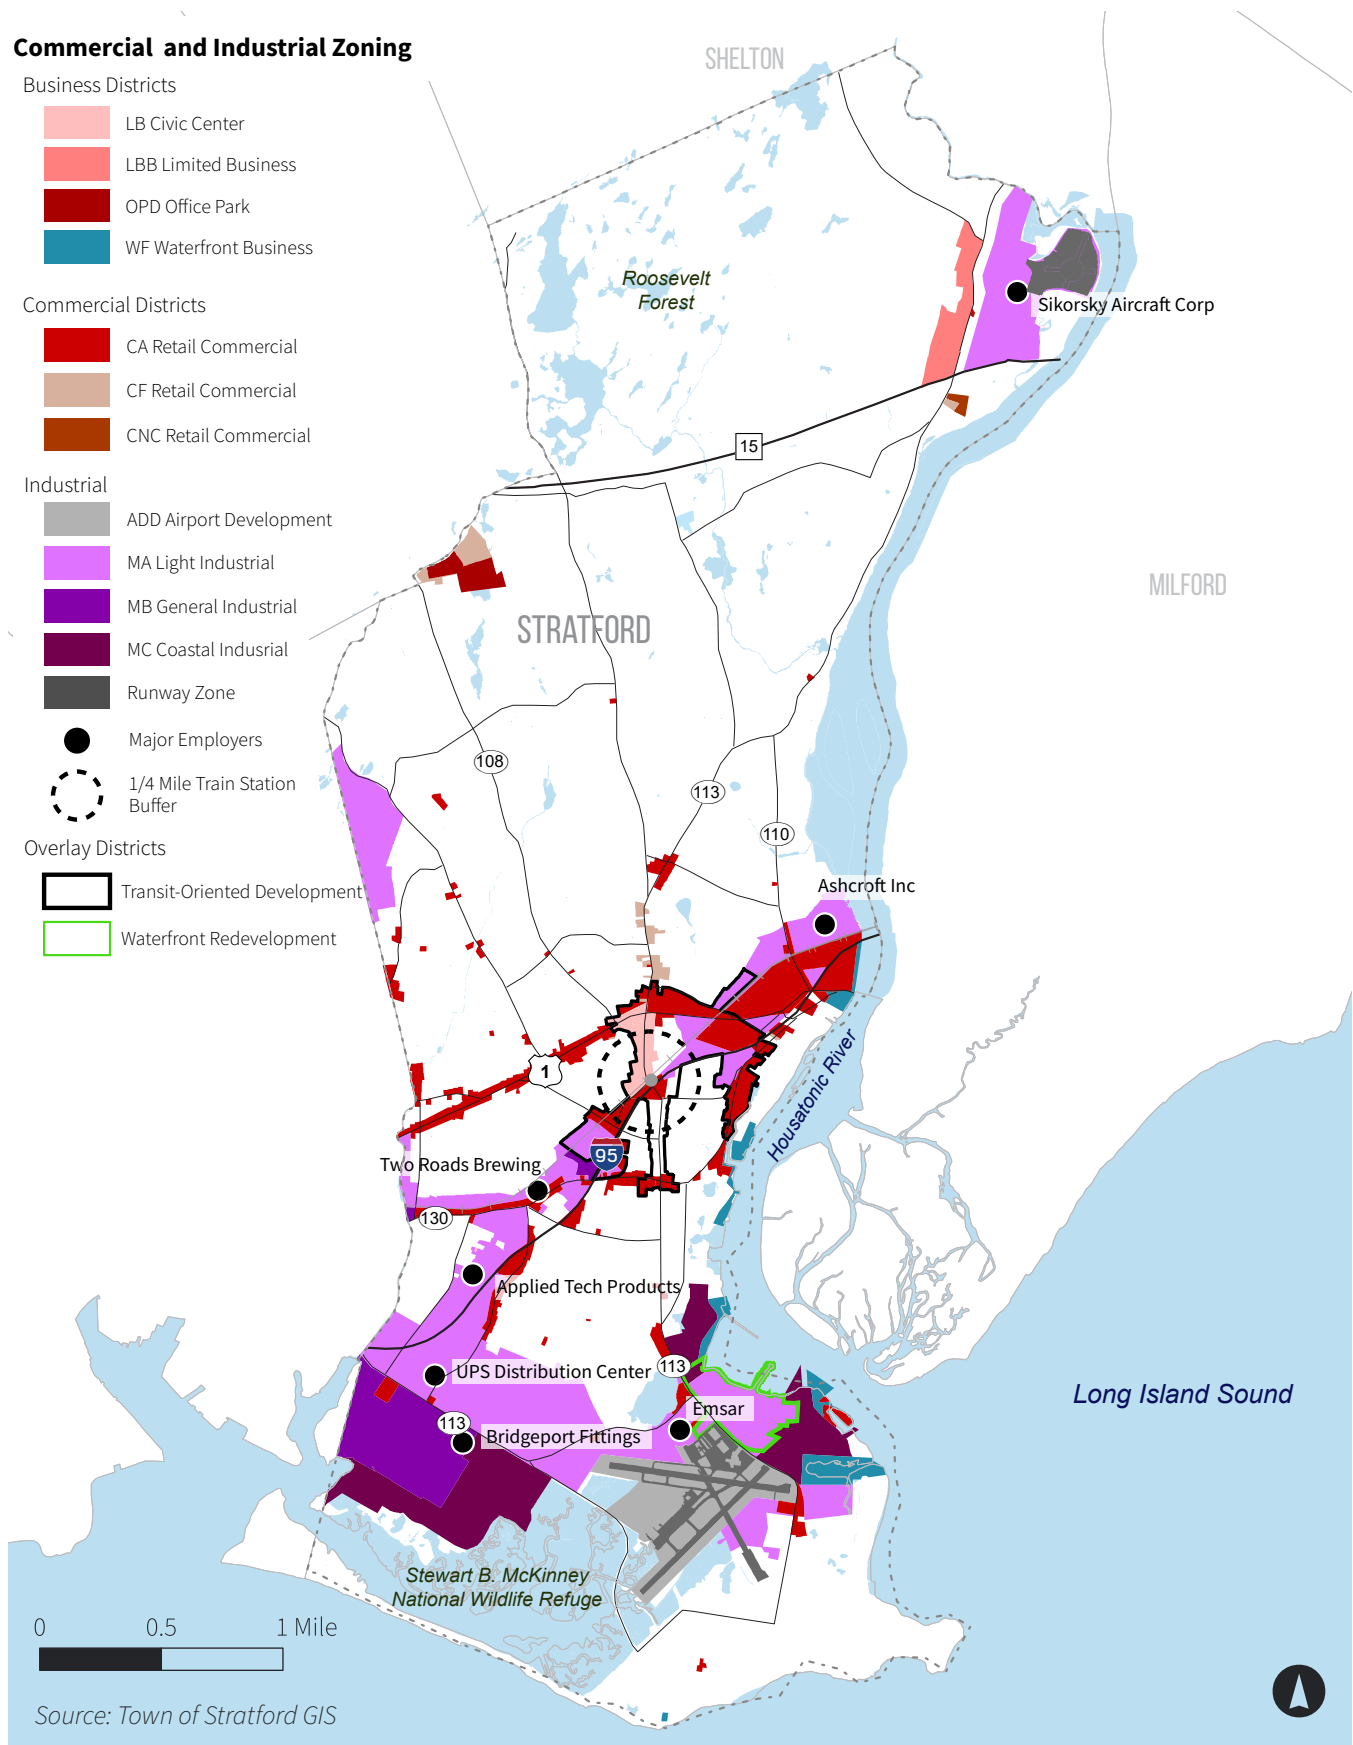 Commercial and Industrial Zoning
Business Districts
LB Civic Center
LBB Limited Business
OPD Office Park
WF Waterfront Business
Commercial Districts
CA Retail Commercial
CF Retail Commercial
CNC Retail Commercial
Industrial
ADD Airport Development
MA Light Industrial
MB General Industrial
MC Coastal Indusrial
Runway Zone
Major Employers
1/4 Mile Train Station
Buffer
Overlay Districts
Transit-Oriented Development
Waterfront Redevelopment
SHELTON
Roosevelt
Forest
Sikorsky Aircraft Corp
15
MILFORD
STRATFORD
108
113
110
Ashcroft Inc
1
Housatonic River
95
Two Roads Brewing
130
Applied Tech Products
113
UPS Distribution Center
Emsar
113
Bridgeport Fittings
Long Island Sound
Stewart B. McKinney
National Wildlife Refuge
0 0.5 1 Mile
Source: Town of Stratford GIS